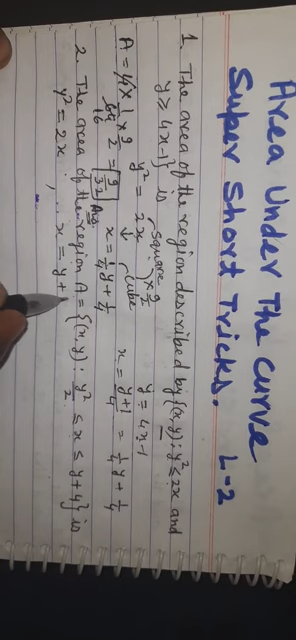 Area Under The Curve
Super Short Tricks. L-2
1. The area of the region described by {(x,y): y² ≤ 2x and
y ≥ 4x-1} is
y² = 2x
y = 4x-1
A = 4 × 1/64 × 9/2 = 9/32 Ans
16
square
cube
) × 9/2
x = 1/4 y + 1/4
x = y+1/4 = 1/4 y + 1/4
2. The area of the region A = {(x,y): y²/2 ≤ x ≤ y+4} is
y² = 2x ; x = y+